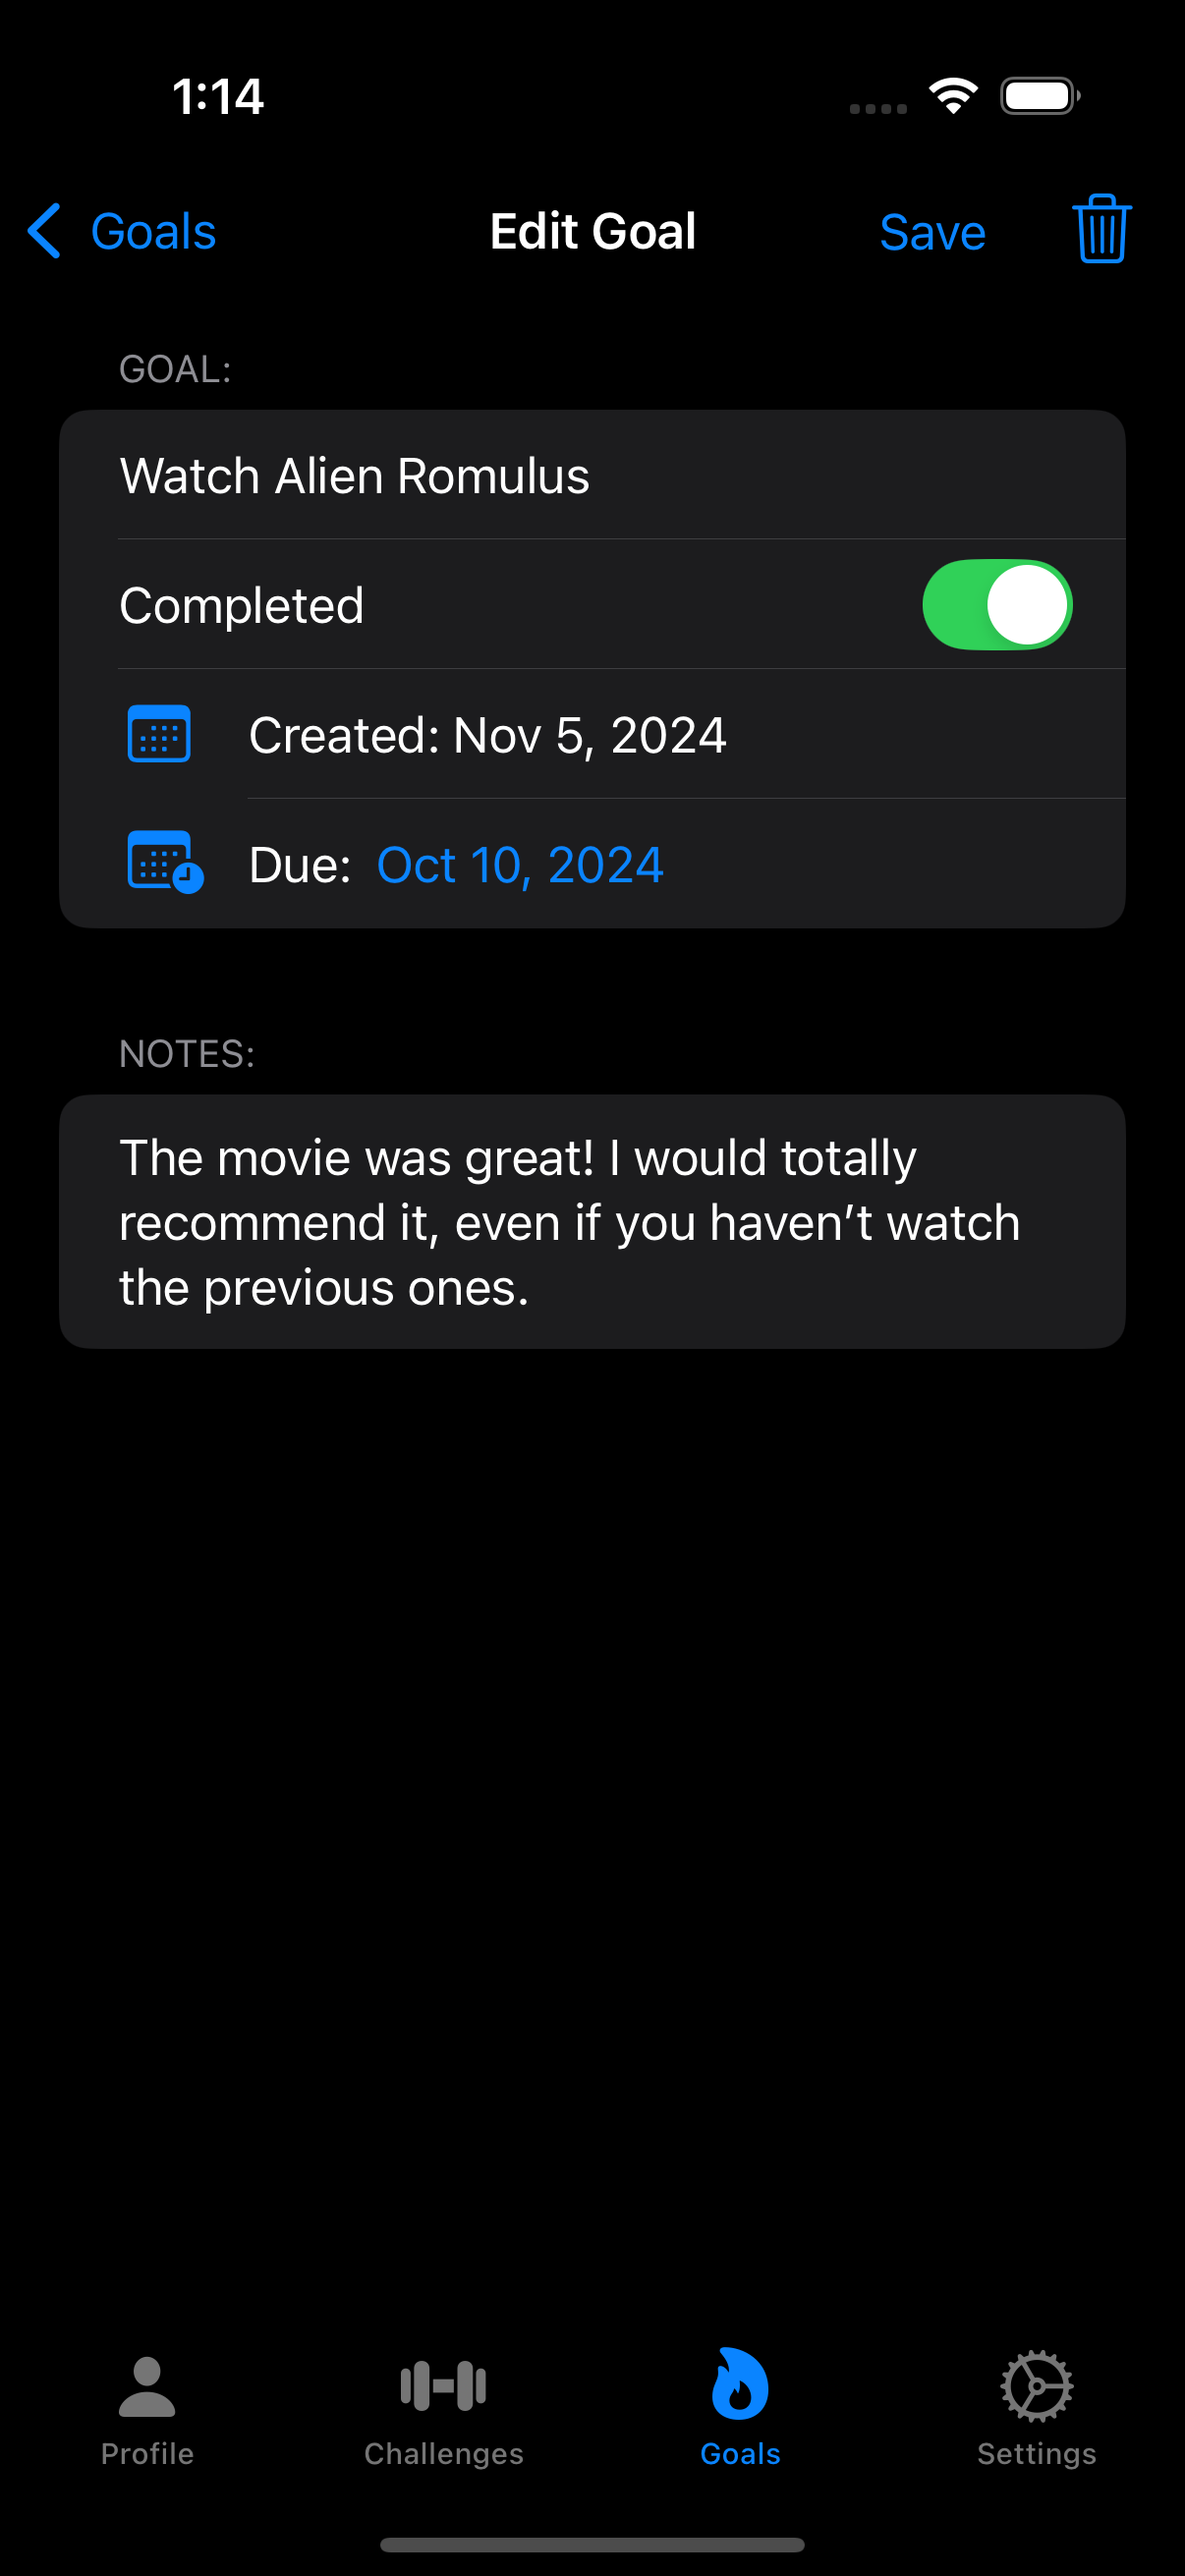 1:14
Goals
Edit Goal
Save
GOAL:
Watch Alien Romulus
Completed
Created: Nov 5, 2024
Due: Oct 10, 2024
NOTES:
The movie was great! I would totally
recommend it, even if you haven’t watch
the previous ones.
Profile
Challenges
Goals
Settings